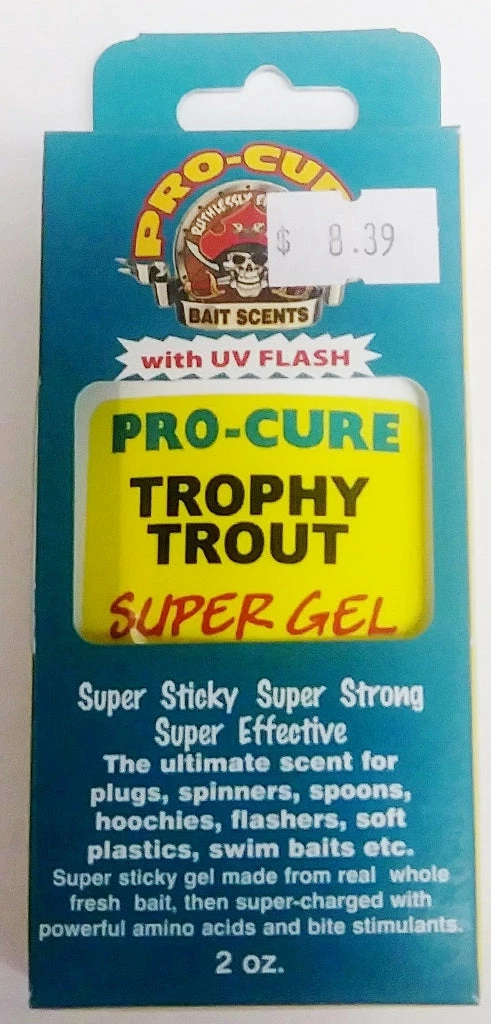 PRO-CU
RUTHLESSLY
$ 8.39
BAIT SCENTS
with UV FLASH
PRO-CURE
TROPHY
TROUT
SUPER GEL
Super Sticky Super Strong
Super Effective
The ultimate scent for
plugs, spinners, spoons,
hoochies, flashers, soft
plastics, swim baits etc.
Super sticky gel made from real whole
fresh bait, then super-charged with
powerful amino acids and bite stimulants.
2 oz.